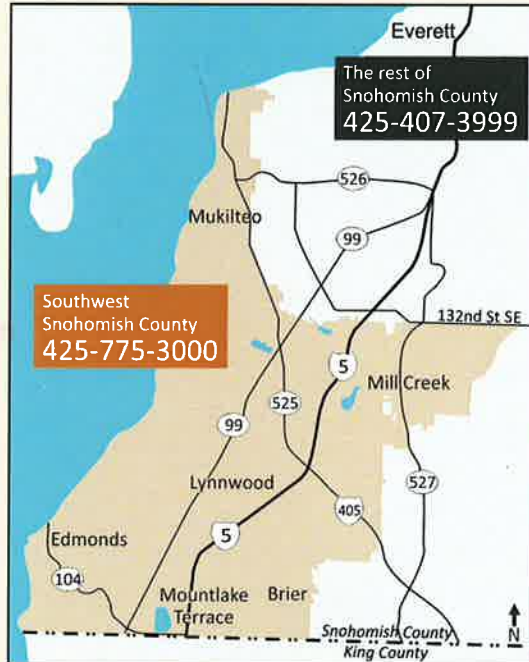 Everett
The rest of
Snohomish County
425-407-3999
526
Mukilteo
99
Southwest
Snohomish County
425-775-3000
132nd St SE
5
Mill Creek
525
99
Lynnwood
527
405
Edmonds
5
104
Mountlake
Terrace
Brier
Snohomish County
King County
N